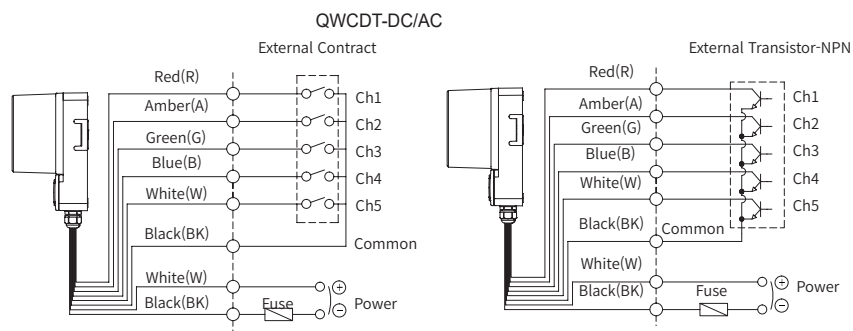 QWCDT-DC/AC
External Contract
Red(R)
Ch1
Amber(A)
Ch2
Green(G)
Ch3
Blue(B)
Ch4
White(W)
Ch5
Black(BK)
Common
White(W)
Black(BK)
Fuse
Power
External Transistor-NPN
Red(R)
Ch1
Amber(A)
Ch2
Green(G)
Ch3
Blue(B)
Ch4
White(W)
Ch5
Black(BK)
Common
White(W)
Black(BK)
Fuse
Power